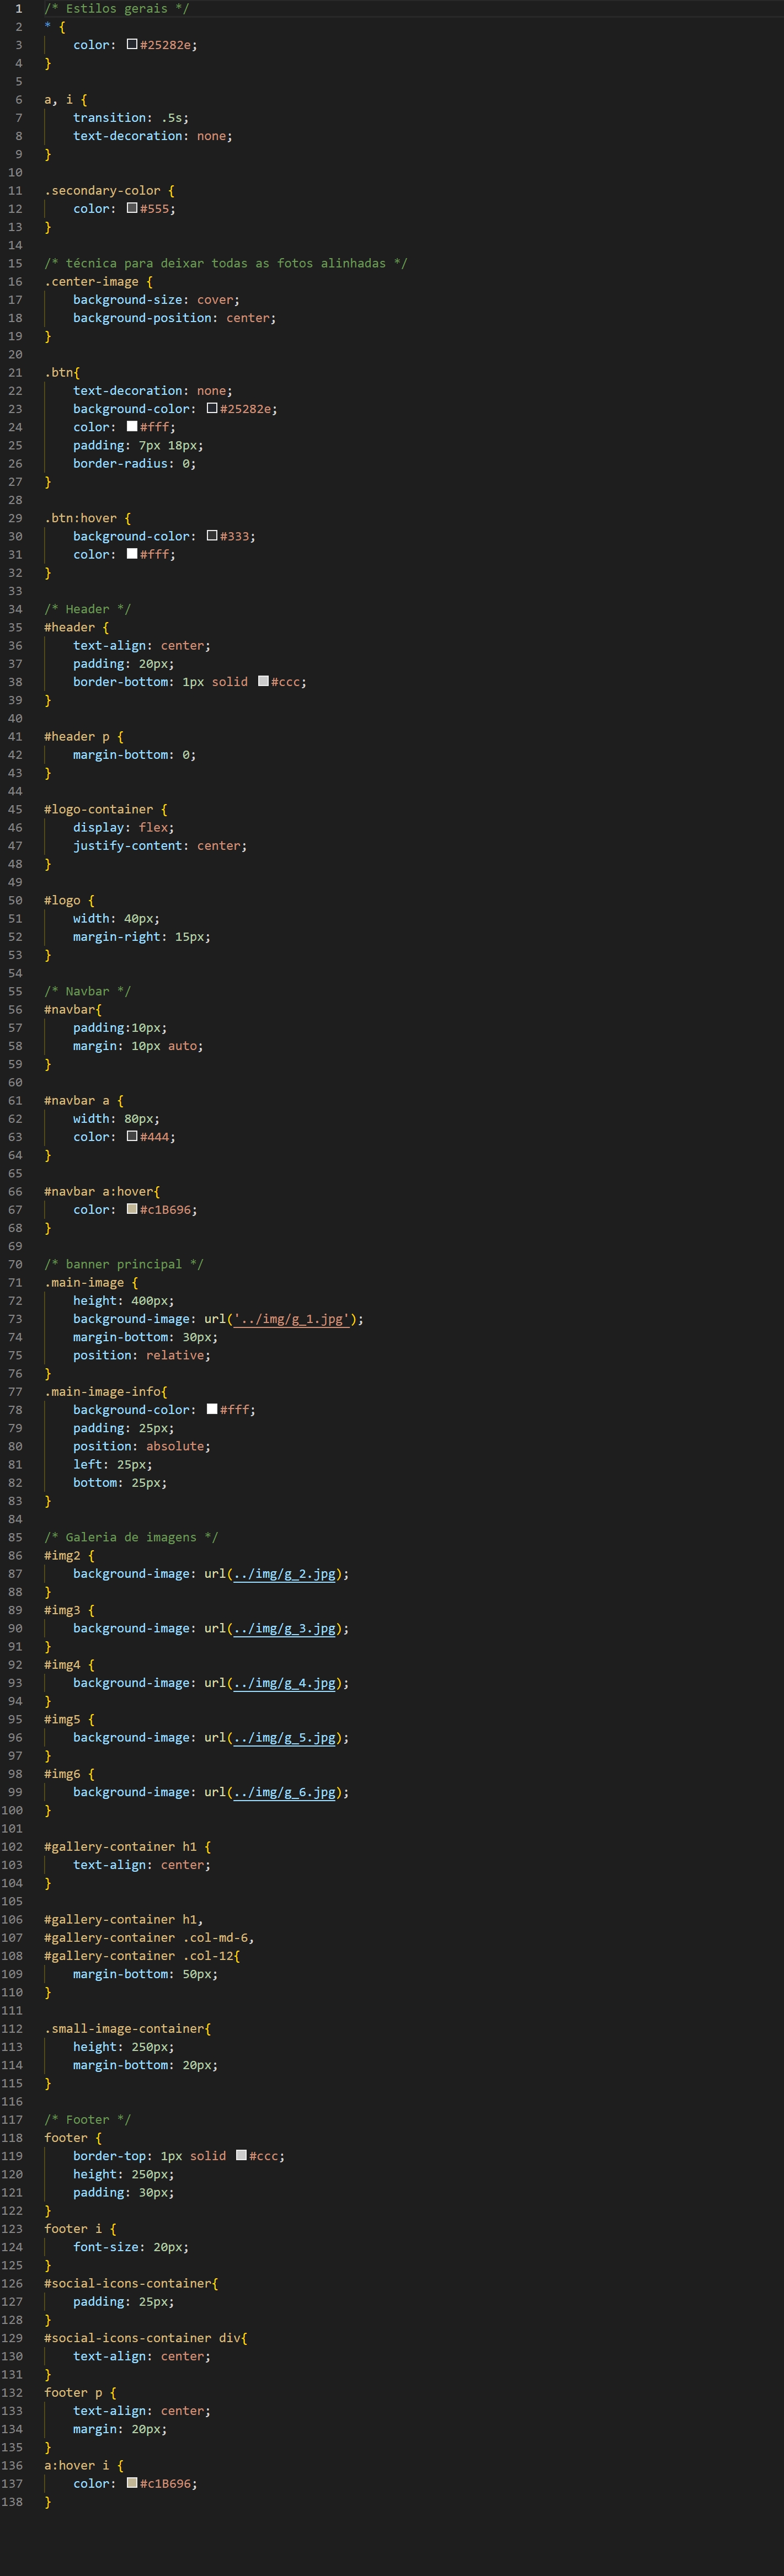 1 /* Estilos gerais */
2 * {
3     color: #25282e;
4 }
5
6 a, i {
7     transition: .5s;
8     text-decoration: none;
9 }
10
11 .secondary-color {
12     color: #555;
13 }
14
15 /* técnica para deixar todas as fotos alinhadas */
16 .center-image {
17     background-size: cover;
18     background-position: center;
19 }
20
21 .btn{
22     text-decoration: none;
23     background-color: #25282e;
24     color: #fff;
25     padding: 7px 18px;
26     border-radius: 0;
27 }
28
29 .btn:hover {
30     background-color: #333;
31     color: #fff;
32 }
33
34 /* Header */
35 #header {
36     text-align: center;
37     padding: 20px;
38     border-bottom: 1px solid #ccc;
39 }
40
41 #header p {
42     margin-bottom: 0;
43 }
44
45 #logo-container {
46     display: flex;
47     justify-content: center;
48 }
49
50 #logo {
51     width: 40px;
52     margin-right: 15px;
53 }
54
55 /* Navbar */
56 #navbar{
57     padding:10px;
58     margin: 10px auto;
59 }
60
61 #navbar a {
62     width: 80px;
63     color: #444;
64 }
65
66 #navbar a:hover{
67     color: #c1B696;
68 }
69
70 /* banner principal */
71 .main-image {
72     height: 400px;
73     background-image: url('../img/g_1.jpg');
74     margin-bottom: 30px;
75     position: relative;
76 }
77 .main-image-info{
78     background-color: #fff;
79     padding: 25px;
80     position: absolute;
81     left: 25px;
82     bottom: 25px;
83 }
84
85 /* Galeria de imagens */
86 #img2 {
87     background-image: url(../img/g_2.jpg);
88 }
89 #img3 {
90     background-image: url(../img/g_3.jpg);
91 }
92 #img4 {
93     background-image: url(../img/g_4.jpg);
94 }
95 #img5 {
96     background-image: url(../img/g_5.jpg);
97 }
98 #img6 {
99     background-image: url(../img/g_6.jpg);
100 }
101
102 #gallery-container h1 {
103     text-align: center;
104 }
105
106 #gallery-container h1,
107 #gallery-container .col-md-6,
108 #gallery-container .col-12{
109     margin-bottom: 50px;
110 }
111
112 .small-image-container{
113     height: 250px;
114     margin-bottom: 20px;
115 }
116
117 /* Footer */
118 footer {
119     border-top: 1px solid #ccc;
120     height: 250px;
121     padding: 30px;
122 }
123 footer i {
124     font-size: 20px;
125 }
126 #social-icons-container{
127     padding: 25px;
128 }
129 #social-icons-container div{
130     text-align: center;
131 }
132 footer p {
133     text-align: center;
134     margin: 20px;
135 }
136 a:hover i {
137     color: #c1B696;
138 }